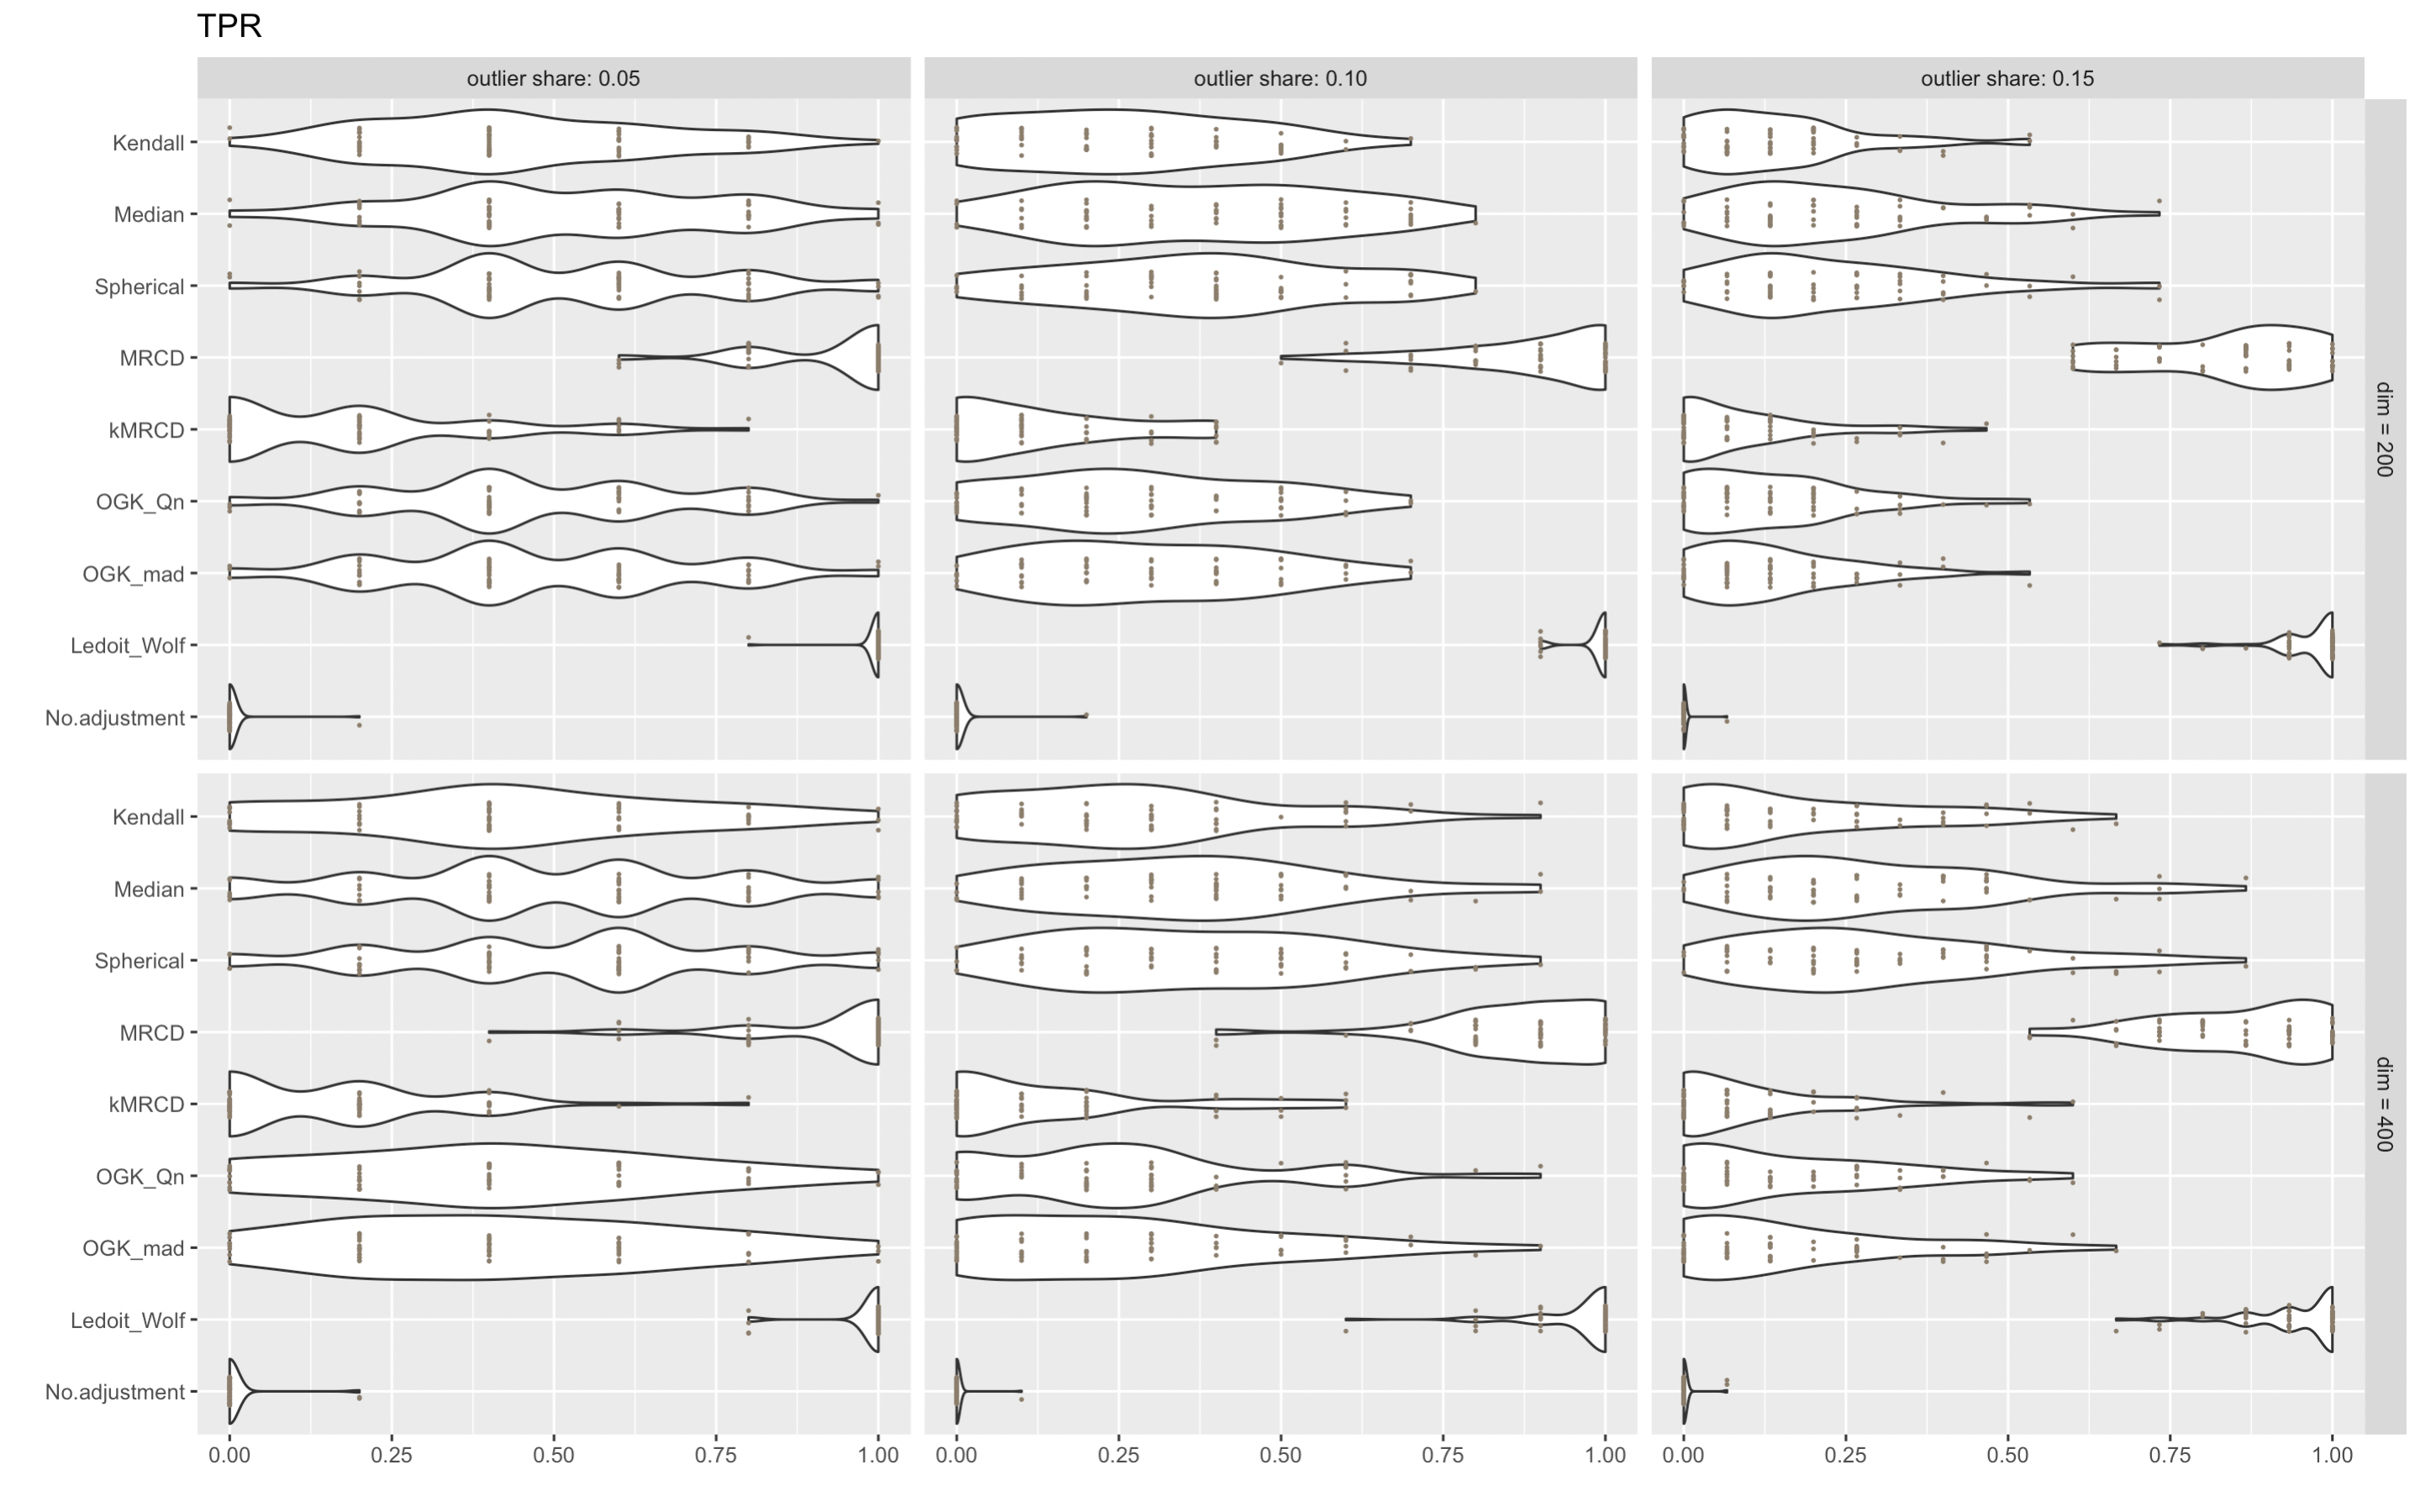 TPR
outlier share: 0.05
outlier share: 0.10
outlier share: 0.15
Kendall
Median
Spherical
MRCD
kMRCD
OGK_Qn
OGK_mad
Ledoit_Wolf
No.adjustment
dim = 200
Kendall
Median
Spherical
MRCD
kMRCD
OGK_Qn
OGK_mad
Ledoit_Wolf
No.adjustment
dim = 400
0.00 0.25 0.50 0.75 1.00
0.00 0.25 0.50 0.75 1.00
0.00 0.25 0.50 0.75 1.00